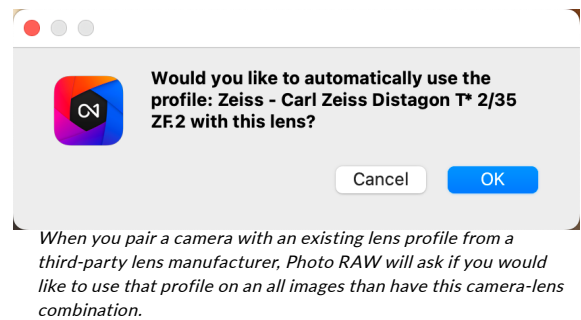 Would you like to automatically use the
profile: Zeiss - Carl Zeiss Distagon T* 2/35
ZF.2 with this lens?
Cancel
OK
When you pair a camera with an existing lens profile from a
third-party lens manufacturer, Photo RAW will ask if you would
like to use that profile on an all images than have this camera-lens
combination.